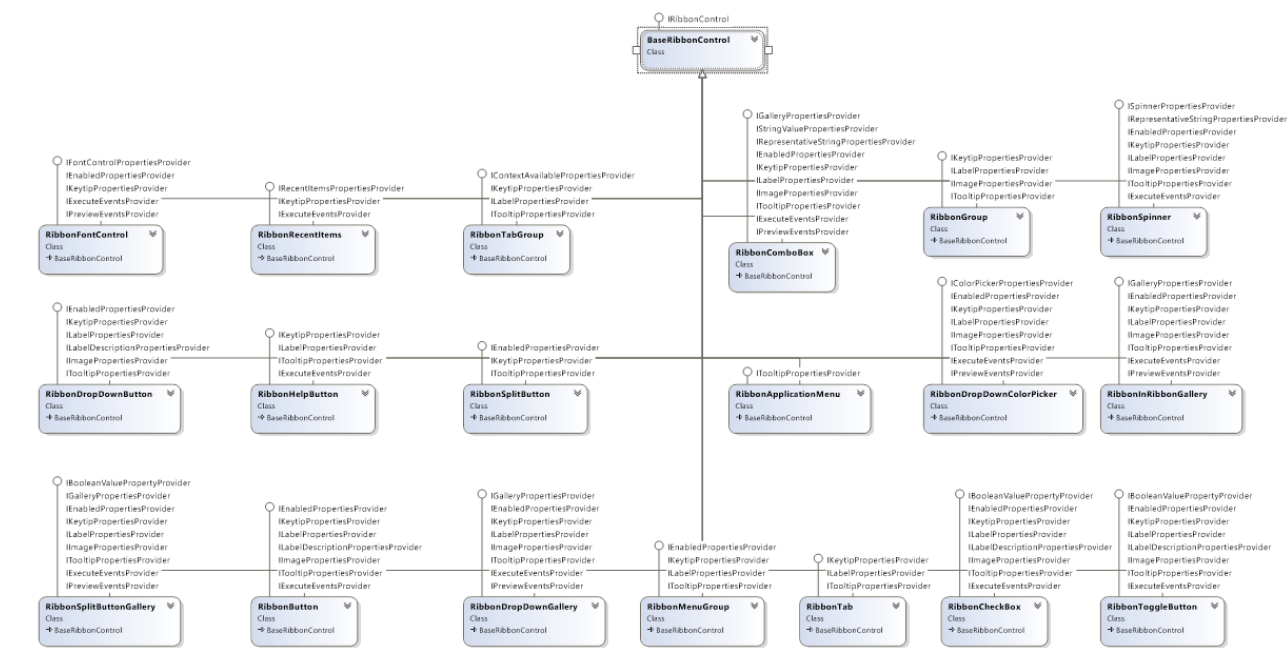 IRibbonControl
BaseRibbonControl
Class
IFontControlPropertiesProvider
IEnabledPropertiesProvider
IKeytipPropertiesProvider
IExecuteEventsProvider
IPreviewEventsProvider
RibbonFontControl
Class
BaseRibbonControl
IRecentItemsPropertiesProvider
IKeytipPropertiesProvider
IExecuteEventsProvider
RibbonRecentItems
Class
BaseRibbonControl
IContextAvailablePropertiesProvider
IKeytipPropertiesProvider
ILabelPropertiesProvider
ITooltipPropertiesProvider
RibbonTabGroup
Class
BaseRibbonControl
IGalleryPropertiesProvider
IStringValuePropertiesProvider
IRepresentativeStringPropertiesProvider
IEnabledPropertiesProvider
IKeytipPropertiesProvider
ILabelPropertiesProvider
IImagePropertiesProvider
ITooltipPropertiesProvider
IExecuteEventsProvider
IPreviewEventsProvider
RibbonComboBox
Class
BaseRibbonControl
IKeytipPropertiesProvider
ILabelPropertiesProvider
IImagePropertiesProvider
ITooltipPropertiesProvider
RibbonGroup
Class
BaseRibbonControl
ISpinnerPropertiesProvider
IRepresentativeStringPropertiesProvider
IEnabledPropertiesProvider
IKeytipPropertiesProvider
ILabelPropertiesProvider
IImagePropertiesProvider
ITooltipPropertiesProvider
IExecuteEventsProvider
IPreviewEventsProvider
RibbonSpinner
Class
BaseRibbonControl
IEnabledPropertiesProvider
IKeytipPropertiesProvider
ILabelPropertiesProvider
ILabelDescriptionPropertiesProvider
IImagePropertiesProvider
ITooltipPropertiesProvider
RibbonDropDownButton
Class
BaseRibbonControl
IKeytipPropertiesProvider
ILabelPropertiesProvider
ITooltipPropertiesProvider
IExecuteEventsProvider
RibbonHelpButton
Class
BaseRibbonControl
IEnabledPropertiesProvider
IKeytipPropertiesProvider
ITooltipPropertiesProvider
RibbonSplitButton
Class
BaseRibbonControl
ITooltipPropertiesProvider
RibbonApplicationMenu
Class
BaseRibbonControl
IColorPickerPropertiesProvider
IEnabledPropertiesProvider
IKeytipPropertiesProvider
ILabelPropertiesProvider
IImagePropertiesProvider
ITooltipPropertiesProvider
IExecuteEventsProvider
IPreviewEventsProvider
RibbonDropDownColorPicker
Class
BaseRibbonControl
IGalleryPropertiesProvider
IEnabledPropertiesProvider
IKeytipPropertiesProvider
ILabelPropertiesProvider
IImagePropertiesProvider
ITooltipPropertiesProvider
IExecuteEventsProvider
IPreviewEventsProvider
RibbonInRibbonGallery
Class
BaseRibbonControl
IBooleanValuePropertyProvider
IGalleryPropertiesProvider
IEnabledPropertiesProvider
IKeytipPropertiesProvider
ILabelPropertiesProvider
IImagePropertiesProvider
ITooltipPropertiesProvider
IExecuteEventsProvider
IPreviewEventsProvider
RibbonSplitButtonGallery
Class
BaseRibbonControl
IEnabledPropertiesProvider
IKeytipPropertiesProvider
ILabelPropertiesProvider
ILabelDescriptionPropertiesProvider
IImagePropertiesProvider
ITooltipPropertiesProvider
IExecuteEventsProvider
RibbonButton
Class
BaseRibbonControl
IGalleryPropertiesProvider
IEnabledPropertiesProvider
IKeytipPropertiesProvider
ILabelPropertiesProvider
IImagePropertiesProvider
ITooltipPropertiesProvider
IExecuteEventsProvider
IPreviewEventsProvider
RibbonDropDownGallery
Class
BaseRibbonControl
IEnabledPropertiesProvider
IKeytipPropertiesProvider
ILabelPropertiesProvider
ITooltipPropertiesProvider
RibbonMenuGroup
Class
BaseRibbonControl
IKeytipPropertiesProvider
ILabelPropertiesProvider
ITooltipPropertiesProvider
RibbonTab
Class
BaseRibbonControl
IBooleanValuePropertyProvider
IEnabledPropertiesProvider
IKeytipPropertiesProvider
ILabelPropertiesProvider
ILabelDescriptionPropertiesProvider
IImagePropertiesProvider
ITooltipPropertiesProvider
IExecuteEventsProvider
RibbonCheckBox
Class
BaseRibbonControl
IBooleanValuePropertyProvider
IEnabledPropertiesProvider
IKeytipPropertiesProvider
ILabelPropertiesProvider
ILabelDescriptionPropertiesProvider
IImagePropertiesProvider
ITooltipPropertiesProvider
IExecuteEventsProvider
RibbonToggleButton
Class
BaseRibbonControl